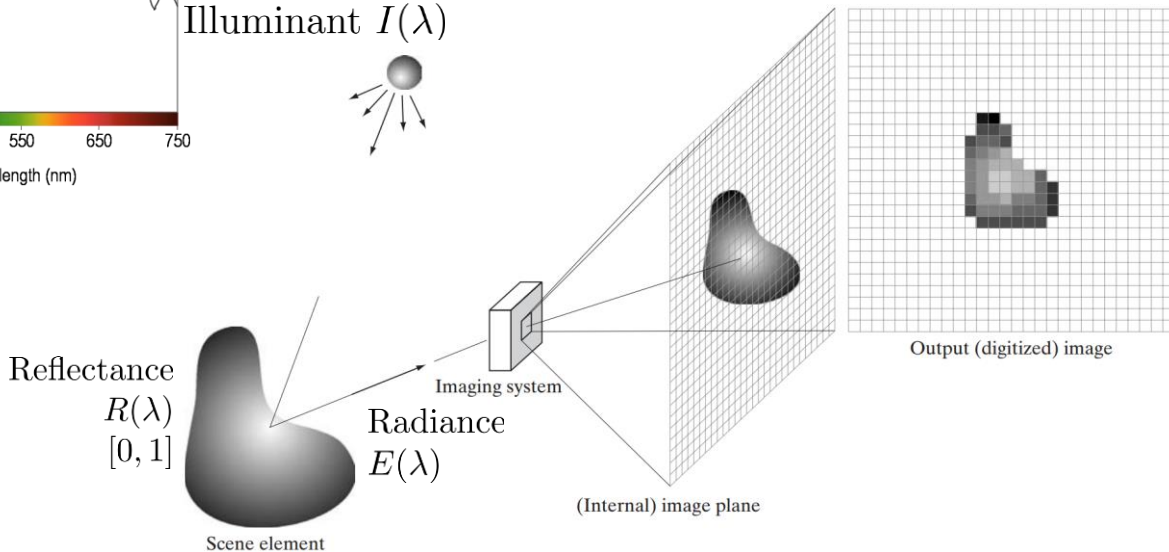 Illuminant I(λ)
550 650 750
length (nm)
Output (digitized) image
Imaging system
Reflectance
R(λ)
[0, 1]
Radiance
E(λ)
(Internal) image plane
Scene element